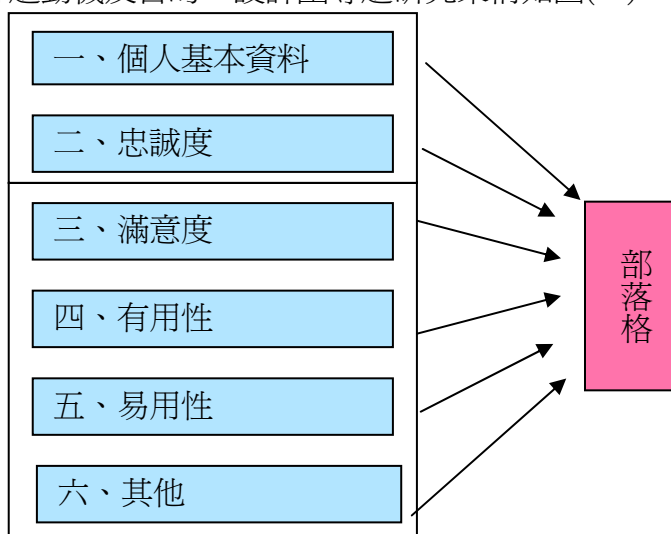 一、個人基本資料
二、忠誠度
三、滿意度
四、有用性
五、易用性
六、其他
部落格